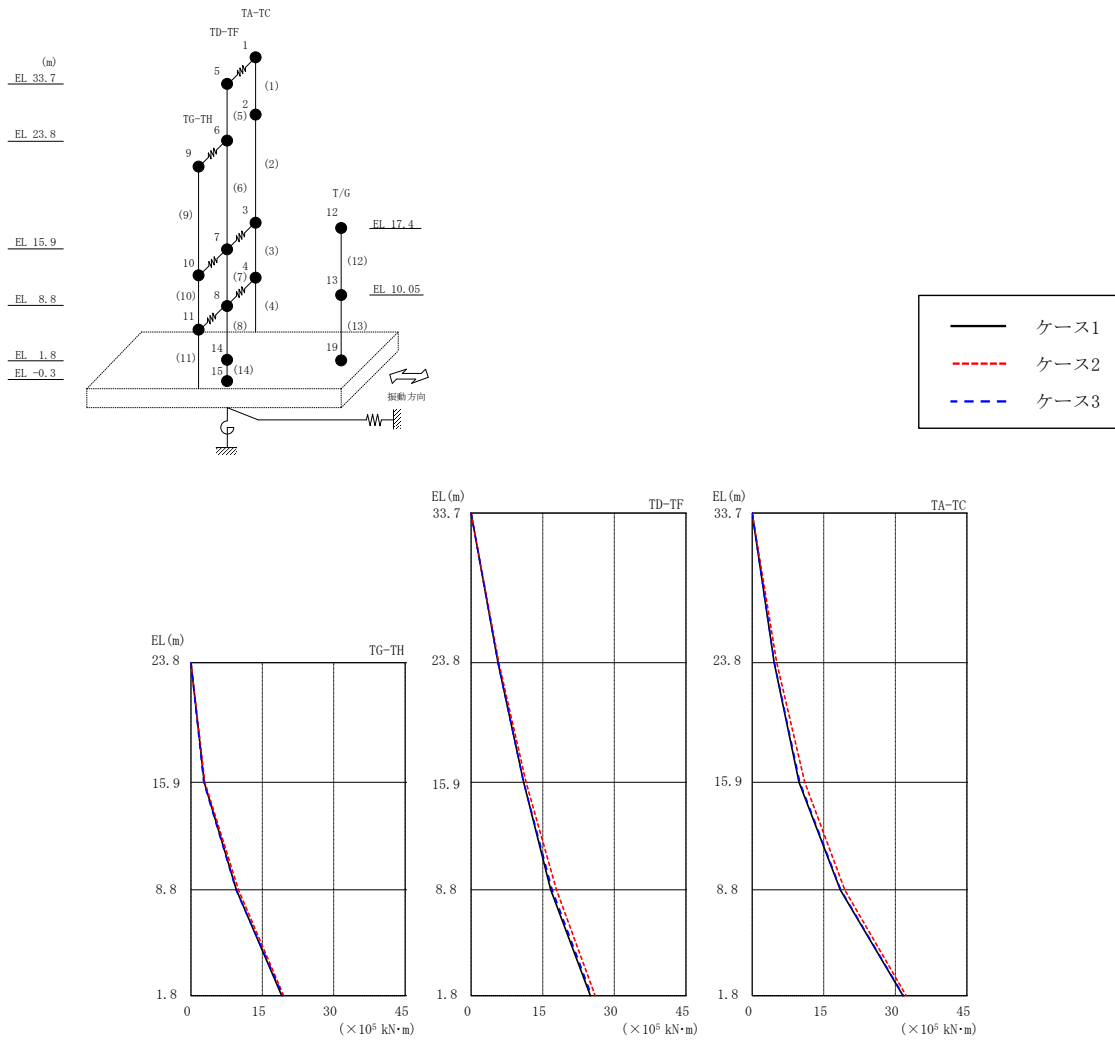 TA-TC
TD-TF
1
(m)
5
EL 33.7
(1)
2
(5)
TG-TH
6
EL 23.8
9
(2)
(6)
T/G
(9)
12
3
EL 17.4
7
EL 15.9
(3)
(12)
10
4
(7)
13
(10)
8
EL 10.05
EL 8.8
(4)
11
(8)
(13)
14
19
EL 1.8
(11)
15
(14)
EL -0.3
振動方向
ケース1
ケース2
ケース3
EL(m)
TD-TF
33.7
23.8
15.9
8.8
1.8
0 15 30 45
(×10⁵ kN·m)
EL(m)
TA-TC
33.7
23.8
15.9
8.8
1.8
0 15 30 45
(×10⁵ kN·m)
EL(m)
TG-TH
23.8
15.9
8.8
1.8
0 15 30 45
(×10⁵ kN·m)